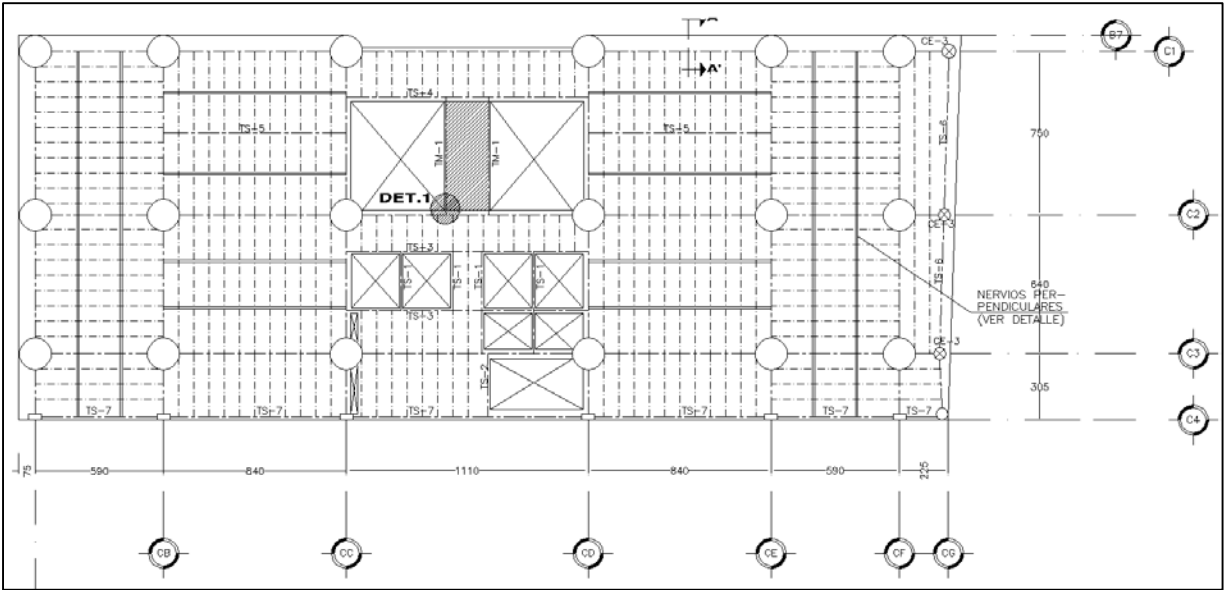 A
CE-3
B7
C1
A'
TS-4
750
TS-5
TS-5
TM-1
TM-1
TS-6
DET.1
C2
CE-3
TS-3
TS-1
TS-1
TS-1
TS-1
TS-6
640
NERVIOS PER-
PENDICULARES
(VER DETALLE)
TS-3
CE-3
C3
TS-2
305
TS-7
TS-7
TS-7
TS-7
TS-7
TS-7
C4
75
590
840
1110
840
590
225
CB
CC
CD
CE
CF
CG